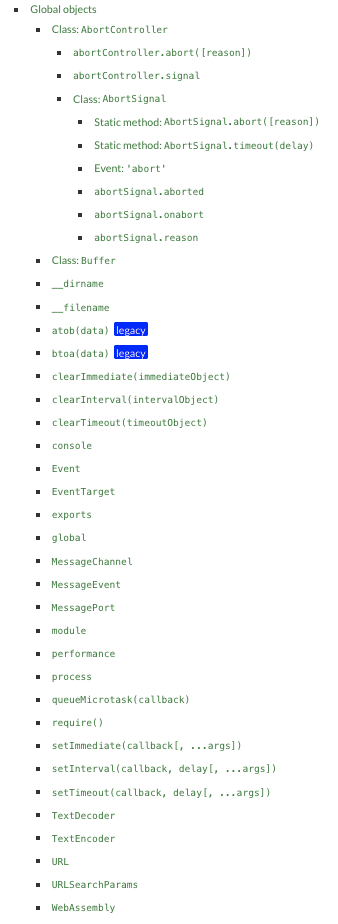 Global objects
Class: AbortController
abortController.abort([reason])
abortController.signal
Class: AbortSignal
Static method: AbortSignal.abort([reason])
Static method: AbortSignal.timeout(delay)
Event: 'abort'
abortSignal.aborted
abortSignal.onabort
abortSignal.reason
Class: Buffer
__dirname
__filename
atob(data) legacy
btoa(data) legacy
clearImmediate(immediateObject)
clearInterval(intervalObject)
clearTimeout(timeoutObject)
console
Event
EventTarget
exports
global
MessageChannel
MessageEvent
MessagePort
module
performance
process
queueMicrotask(callback)
require()
setImmediate(callback[, ...args])
setInterval(callback, delay[, ...args])
setTimeout(callback, delay[, ...args])
TextDecoder
TextEncoder
URL
URLSearchParams
WebAssembly